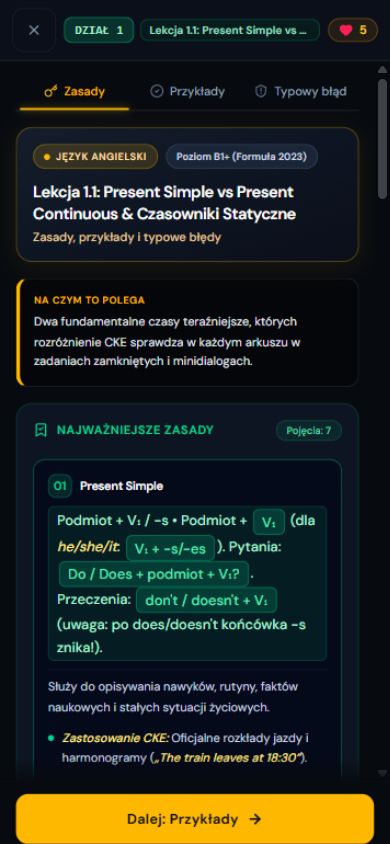 DZIAŁ 1
Lekcja 1.1: Present Simple vs ...
5
Zasady
Przykłady
Typowy błąd
JĘZYK ANGIELSKI
Poziom B1+ (Formuła 2023)
Lekcja 1.1: Present Simple vs Present
Continuous & Czasowniki Statyczne
Zasady, przykłady i typowe błędy
NA CZYM TO POLEGA
Dwa fundamentalne czasy teraźniejsze, których
rozróżnienie CKE sprawdza w każdym arkuszu w
zadaniach zamkniętych i minidialogach.
NAJWAŻNIEJSZE ZASADY
Pojęcia: 7
01 Present Simple
Podmiot + V₁ / -s • Podmiot + V₁ (dla
he/she/it: V₁ + -s/-es ). Pytania:
Do / Does + podmiot + V₁? .
Przeczenia: don't / doesn't + V₁
(uwaga: po does/doesn't końcówka -s
znika!).
Służy do opisywania nawyków, rutyny, faktów
naukowych i stałych sytuacji życiowych.
Zastosowanie CKE: Oficjalne rozkłady jazdy i
harmonogramy („The train leaves at 18:30").
Dalej: Przykłady →